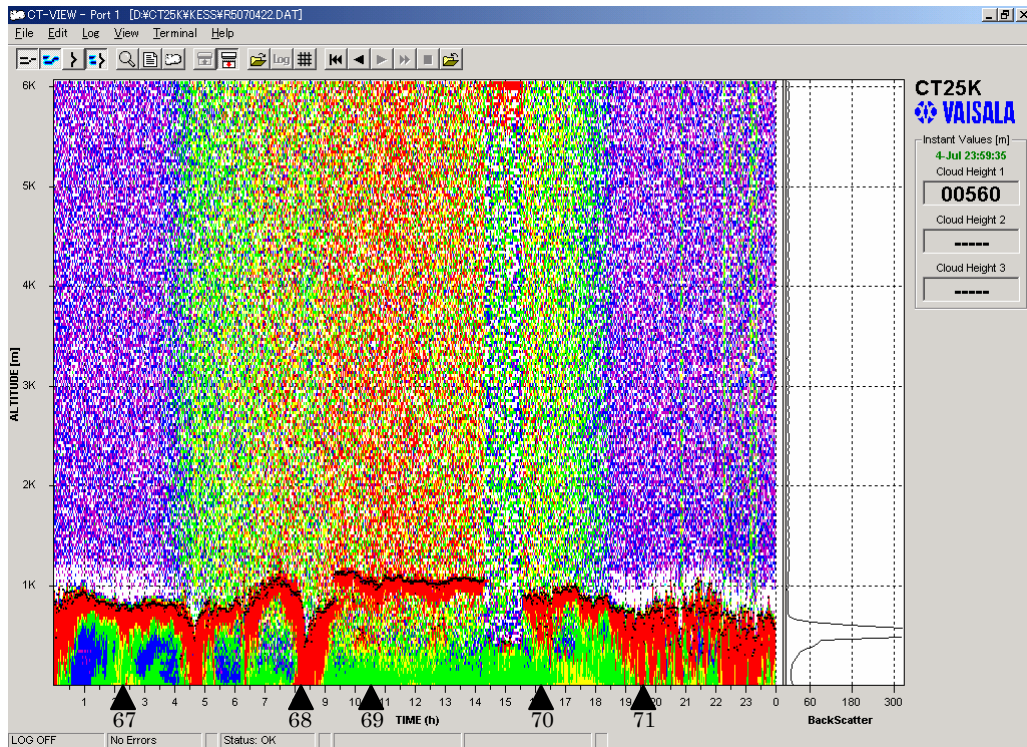 CT-VIEW - Port 1 [D:¥CT25K¥KESS¥R5070422.DAT]
File Edit Log View Terminal Help
Log
CT25K
VAISALA
Instant Values [m]
4-Jul 23:59:35
Cloud Height 1
00560
Cloud Height 2
-----
Cloud Height 3
-----
6K
5K
4K
3K
2K
1K
ALTITUDE [m]
1 2 3 4 5 6 7 8 9 10 11 12 13 14 15 16 17 18 19 20 21 22 23 0
60 180 300
67 68 69 70 71
TIME (h)
BackScatter
LOG OFF No Errors Status: OK